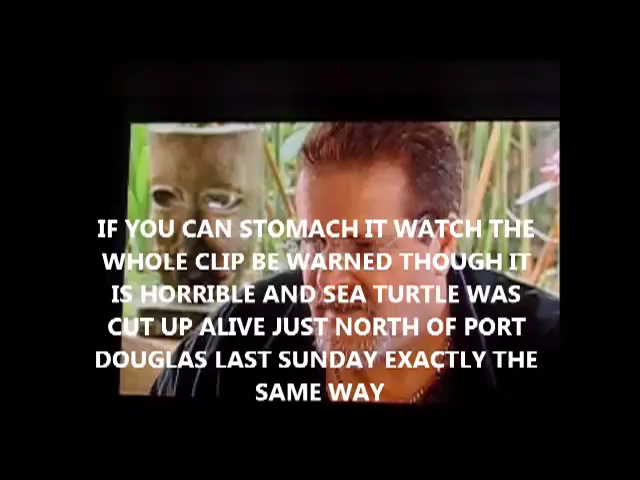 IF YOU CAN STOMACH IT WATCH THE
WHOLE CLIP BE WARNED THOUGH IT
IS HORRIBLE AND SEA TURTLE WAS
CUT UP ALIVE JUST NORTH OF PORT
DOUGLAS LAST SUNDAY EXACTLY THE
SAME WAY